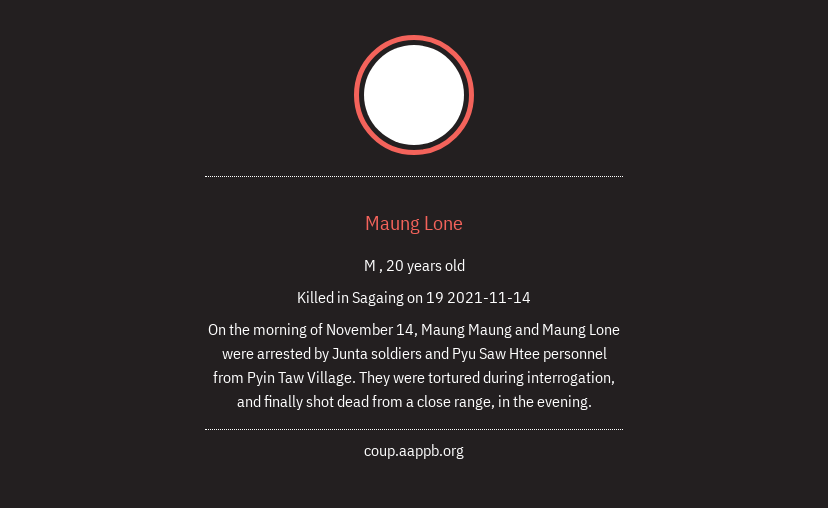 Maung Lone
M , 20 years old
Killed in Sagaing on 19 2021-11-14
On the morning of November 14, Maung Maung and Maung Lone
were arrested by Junta soldiers and Pyu Saw Htee personnel
from Pyin Taw Village. They were tortured during interrogation,
and finally shot dead from a close range, in the evening.
coup.aappb.org